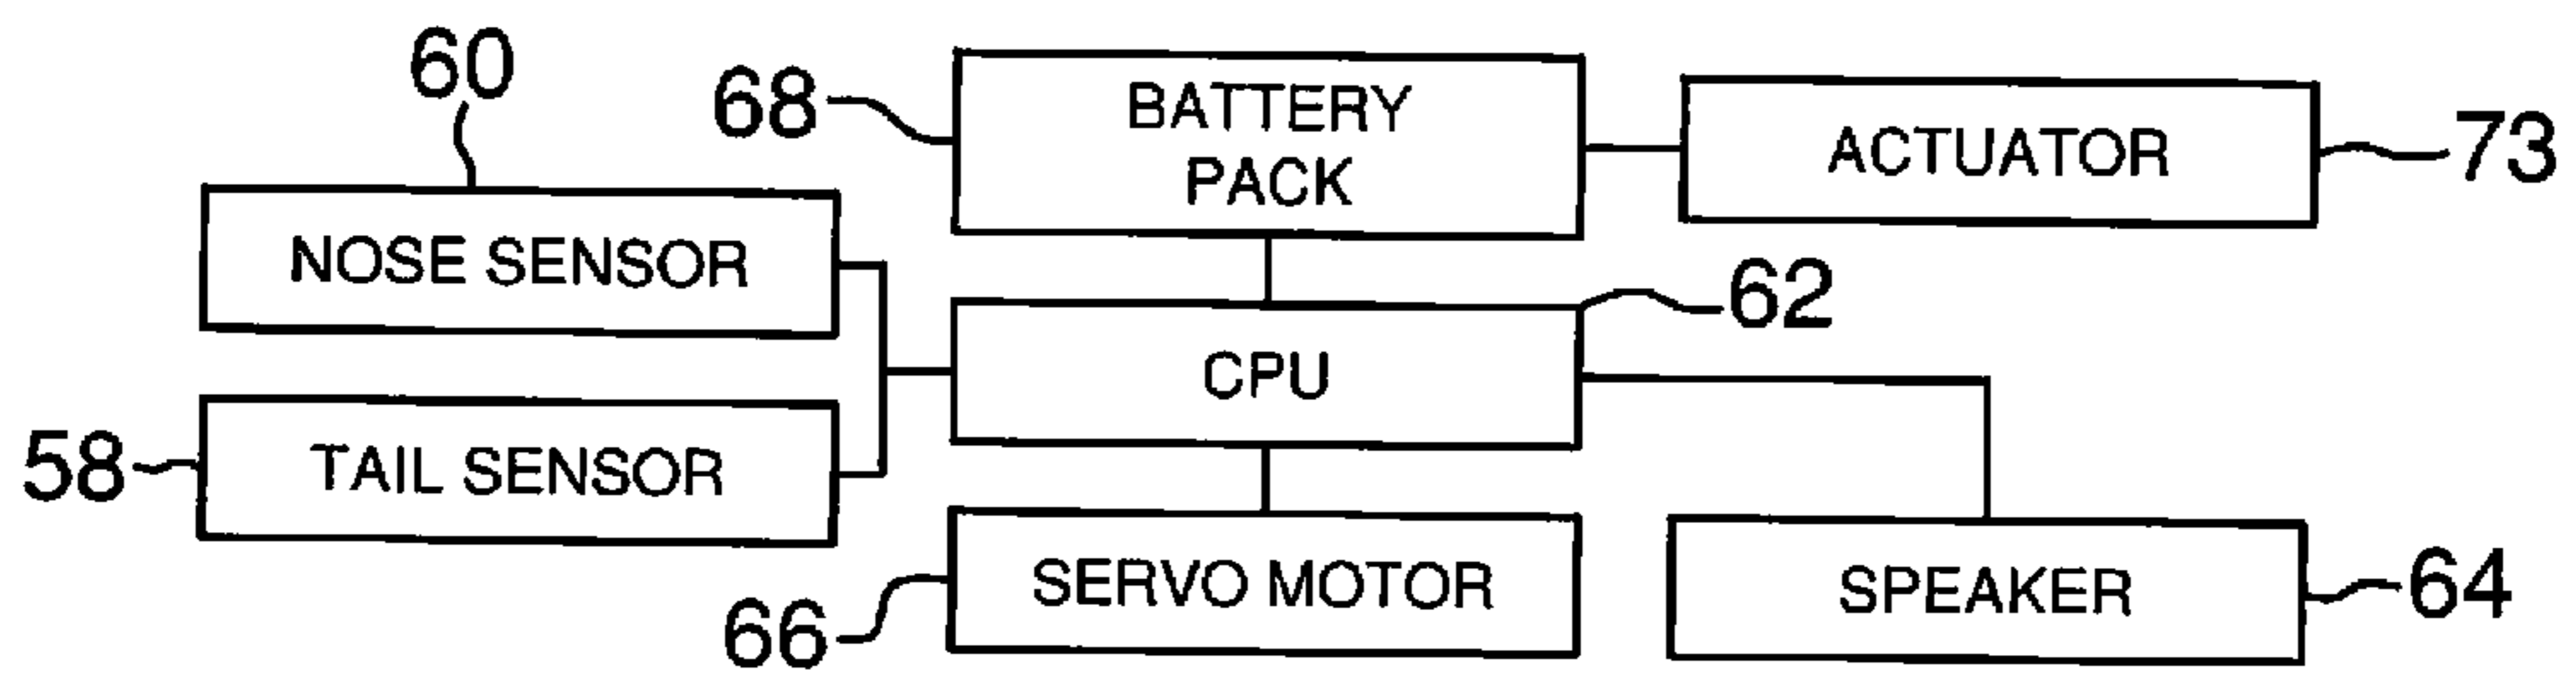 60
68
BATTERY
PACK
ACTUATOR
73
NOSE SENSOR
62
CPU
58
TAIL SENSOR
66
SERVO MOTOR
SPEAKER
64